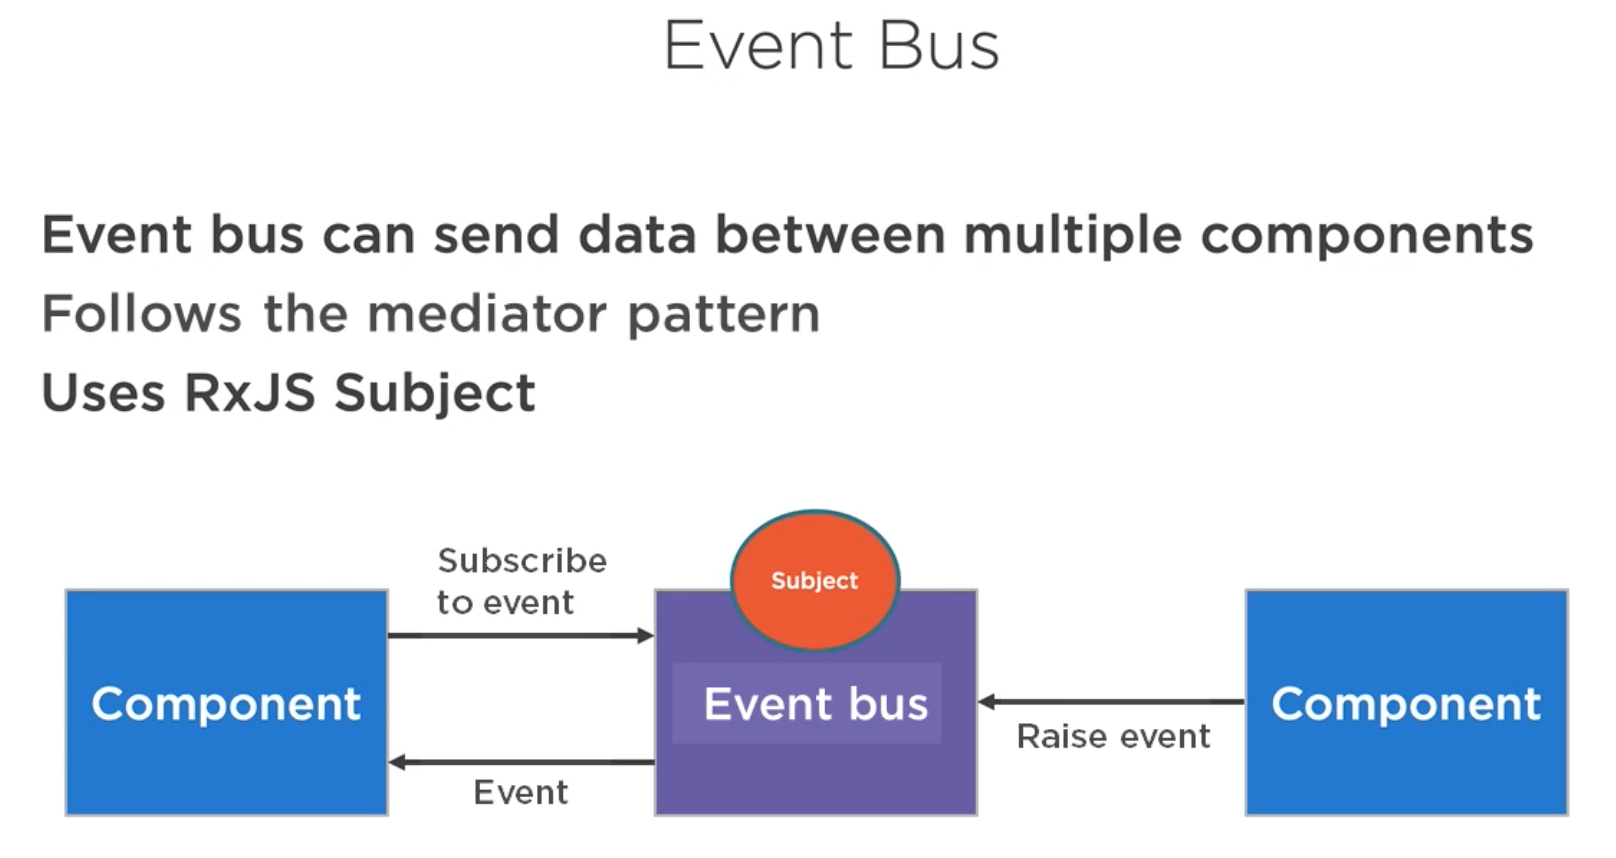 Event Bus
Event bus can send data between multiple components
Follows the mediator pattern
Uses RxJS Subject
Subject
Subscribe
to event
Component
Event bus
Component
Raise event
Event